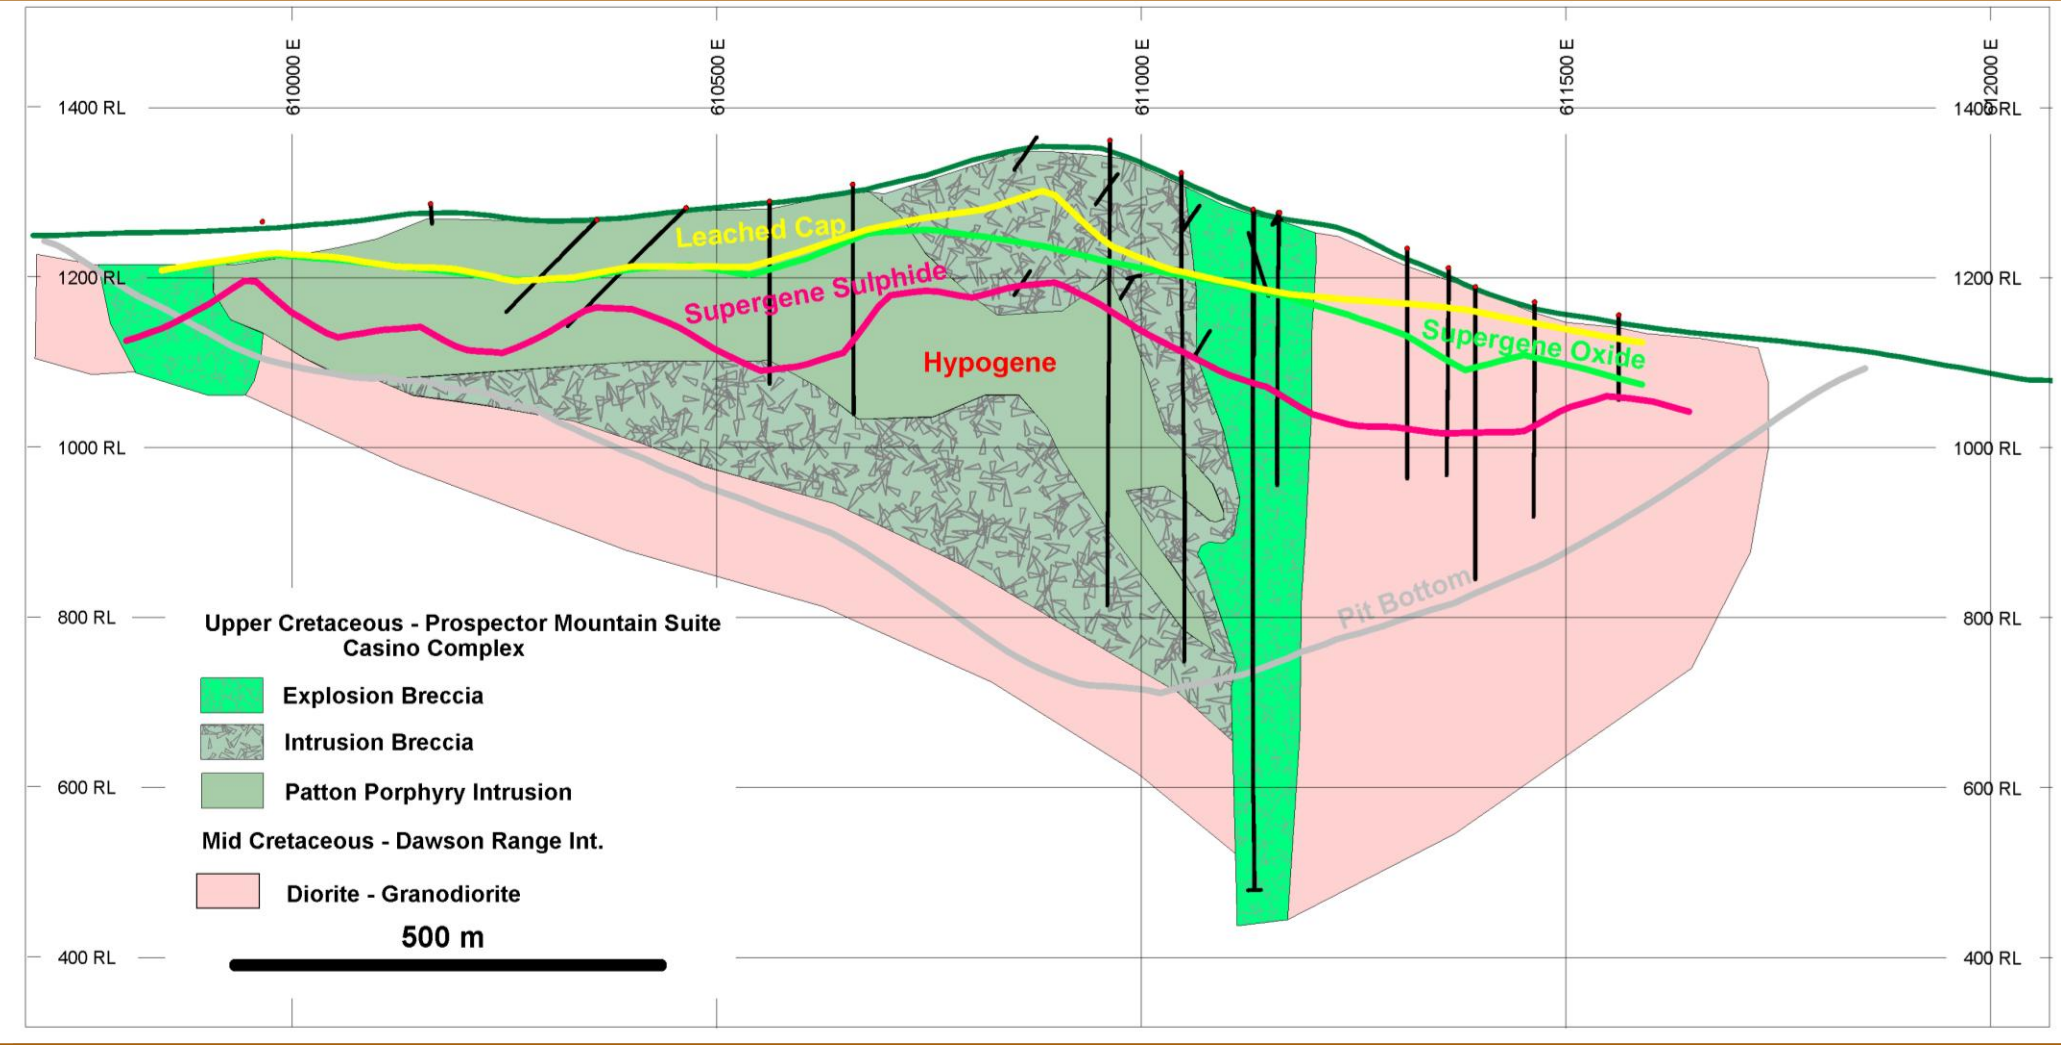 610000 E
610500 E
611000 E
611500 E
612000 E
1400 RL
1400 RL
Leached Cap
1200 RL
1200 RL
Supergene Sulphide
Supergene Oxide
Hypogene
1000 RL
1000 RL
Pit Bottom
800 RL
800 RL
Upper Cretaceous - Prospector Mountain Suite
Casino Complex
Explosion Breccia
Intrusion Breccia
600 RL
600 RL
Patton Porphyry Intrusion
Mid Cretaceous - Dawson Range Int.
Diorite - Granodiorite
500 m
400 RL
400 RL